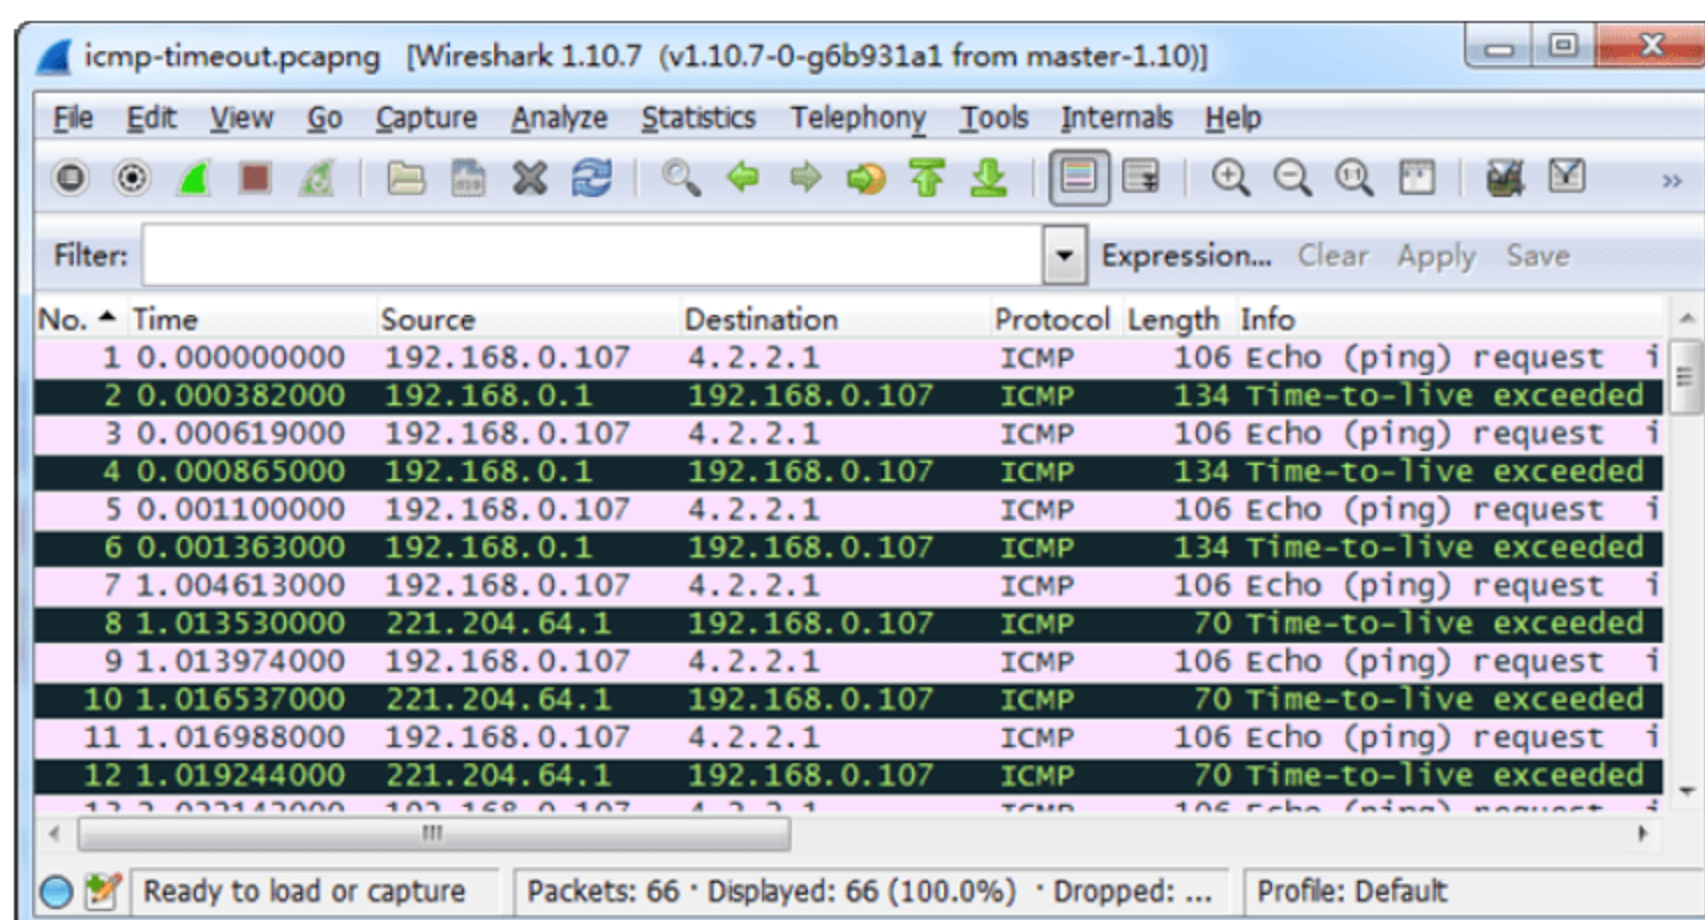 icmp-timeout.pcapng [Wireshark 1.10.7 (v1.10.7-0-g6b931a1 from master-1.10)]
File Edit View Go Capture Analyze Statistics Telephony Tools Internals Help
Filter: Expression... Clear Apply Save
No. Time Source Destination Protocol Length Info
1 0.000000000 192.168.0.107 4.2.2.1 ICMP 106 Echo (ping) request i
2 0.000382000 192.168.0.1 192.168.0.107 ICMP 134 Time-to-live exceeded
3 0.000619000 192.168.0.107 4.2.2.1 ICMP 106 Echo (ping) request i
4 0.000865000 192.168.0.1 192.168.0.107 ICMP 134 Time-to-live exceeded
5 0.001100000 192.168.0.107 4.2.2.1 ICMP 106 Echo (ping) request i
6 0.001363000 192.168.0.1 192.168.0.107 ICMP 134 Time-to-live exceeded
7 1.004613000 192.168.0.107 4.2.2.1 ICMP 106 Echo (ping) request i
8 1.013530000 221.204.64.1 192.168.0.107 ICMP 70 Time-to-live exceeded
9 1.013974000 192.168.0.107 4.2.2.1 ICMP 106 Echo (ping) request i
10 1.016537000 221.204.64.1 192.168.0.107 ICMP 70 Time-to-live exceeded
11 1.016988000 192.168.0.107 4.2.2.1 ICMP 106 Echo (ping) request i
12 1.019244000 221.204.64.1 192.168.0.107 ICMP 70 Time-to-live exceeded
Ready to load or capture Packets: 66 · Displayed: 66 (100.0%) · Dropped: ... Profile: Default